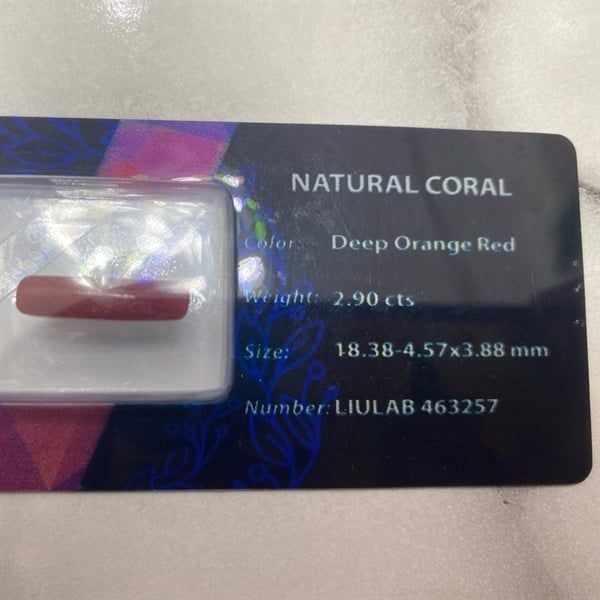 NATURAL CORAL
Color: Deep Orange Red
Weight: 2.90 cts
Size: 18.38-4.57x3.88 mm
Number: LIULAB 463257